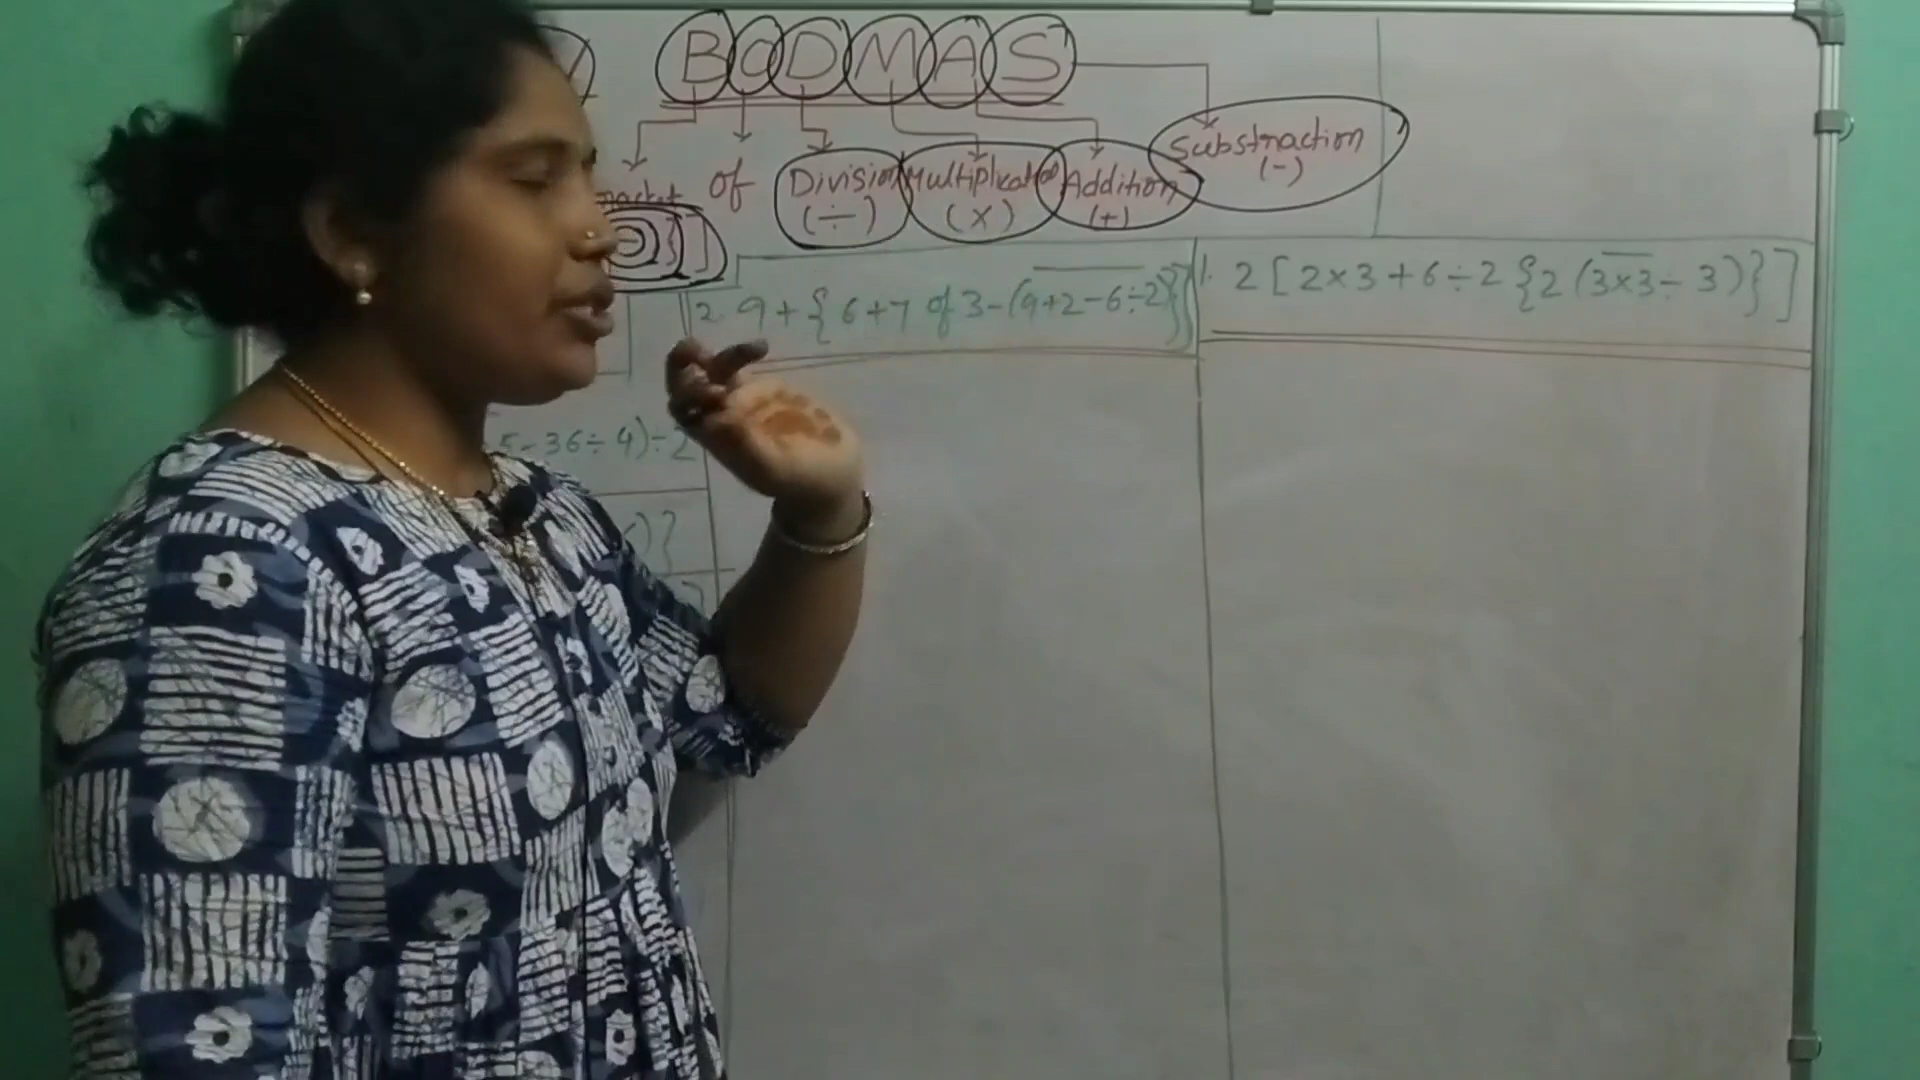 BODMAS
of Division Multiplication Addition Substraction
(÷) (×) (+) (-)
2. 9+{6+7 of 3-(9+2-6÷2)}
1. 2[2×3+6÷2{2(3×3÷3)}]
5-36÷4)÷2